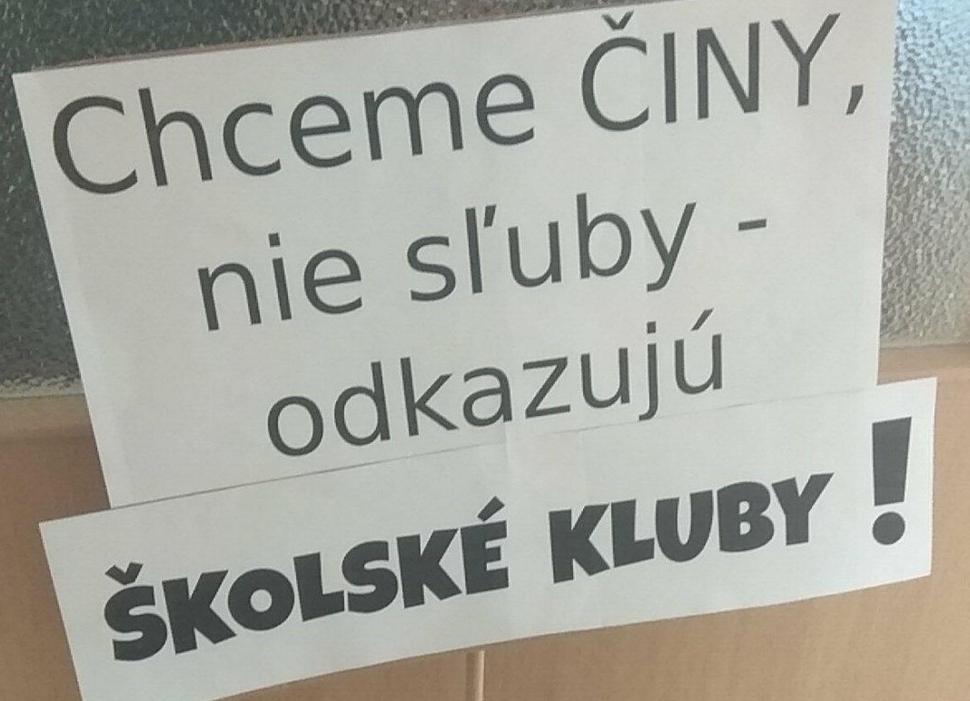 Chceme ČINY,
nie sľuby -
odkazujú
ŠKOLSKÉ KLUBY !